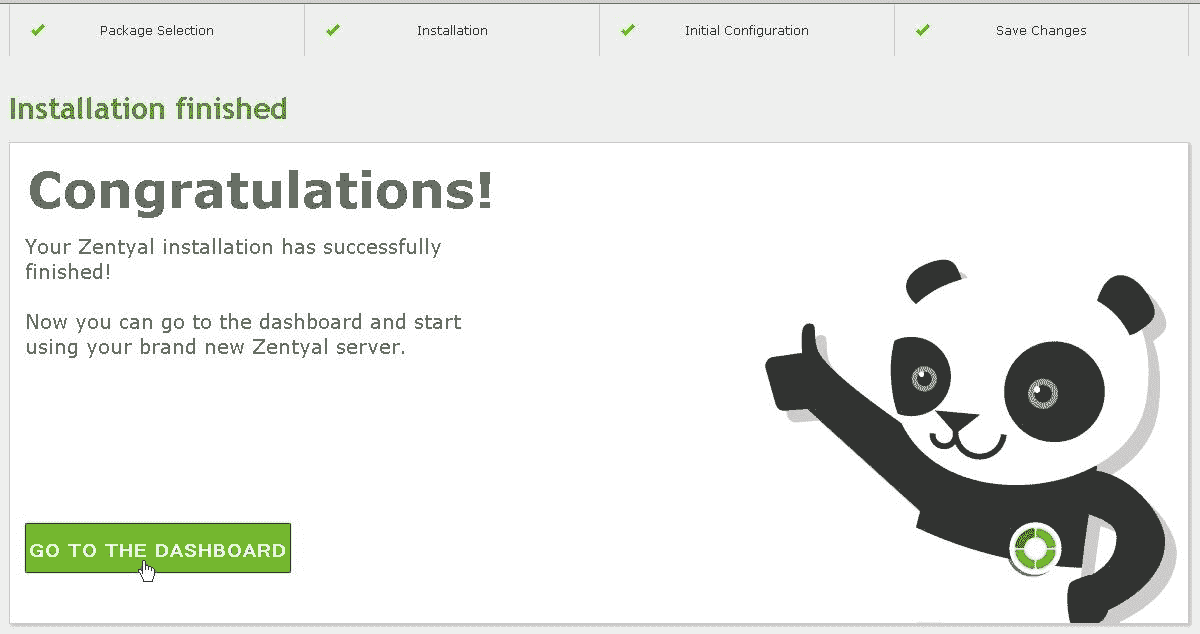 Package Selection
Installation
Initial Configuration
Save Changes
Installation finished
Congratulations!
Your Zentyal installation has successfully
finished!
Now you can go to the dashboard and start
using your brand new Zentyal server.
GO TO THE DASHBOARD